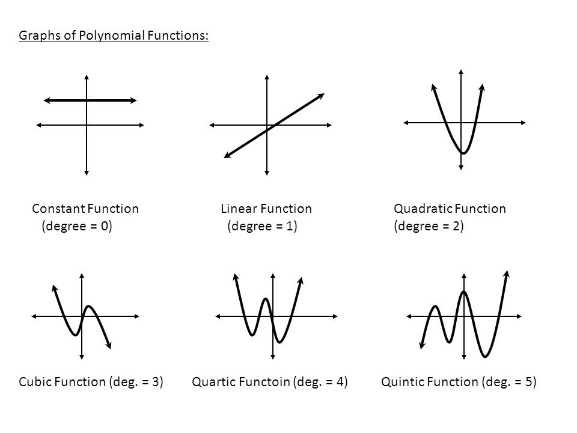 Graphs of Polynomial Functions:
Constant Function
(degree = 0)
Linear Function
(degree = 1)
Quadratic Function
(degree = 2)
Cubic Function (deg. = 3)
Quartic Functoin (deg. = 4)
Quintic Function (deg. = 5)